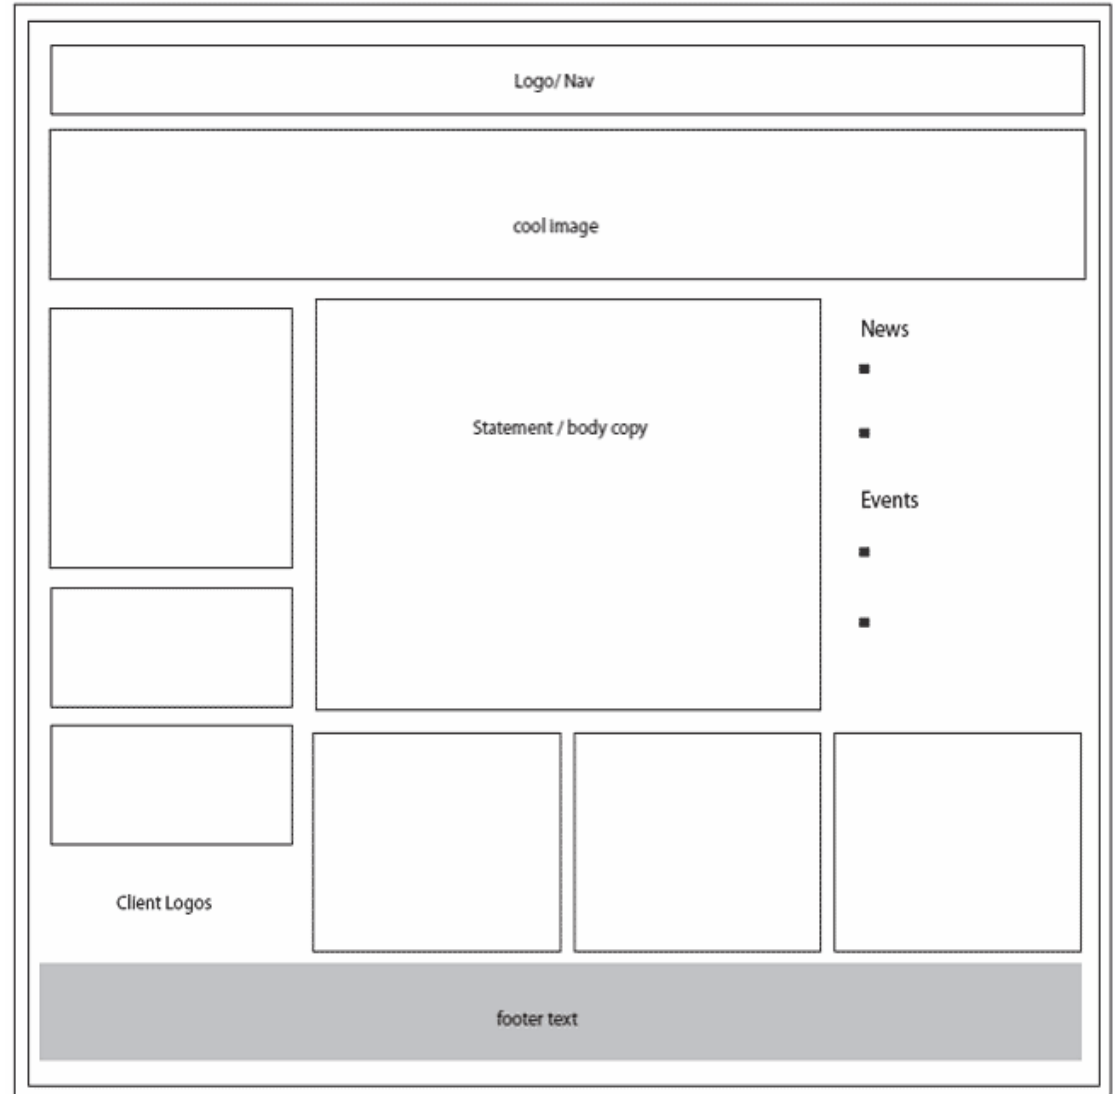 Logo/ Nav
cool image
Statement / body copy
News
Events
Client Logos
footer text